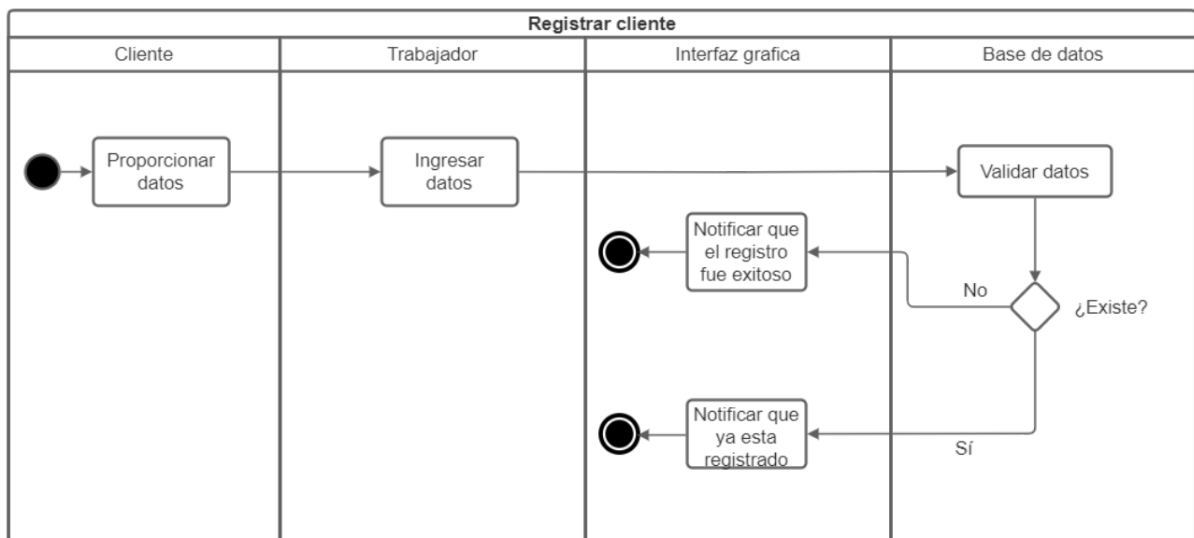 Registrar cliente
Cliente
Trabajador
Interfaz grafica
Base de datos
Proporcionar
datos
Ingresar
datos
Validar datos
Notificar que
el registro
fue exitoso
No
¿Existe?
Notificar que
ya esta
registrado
Sí